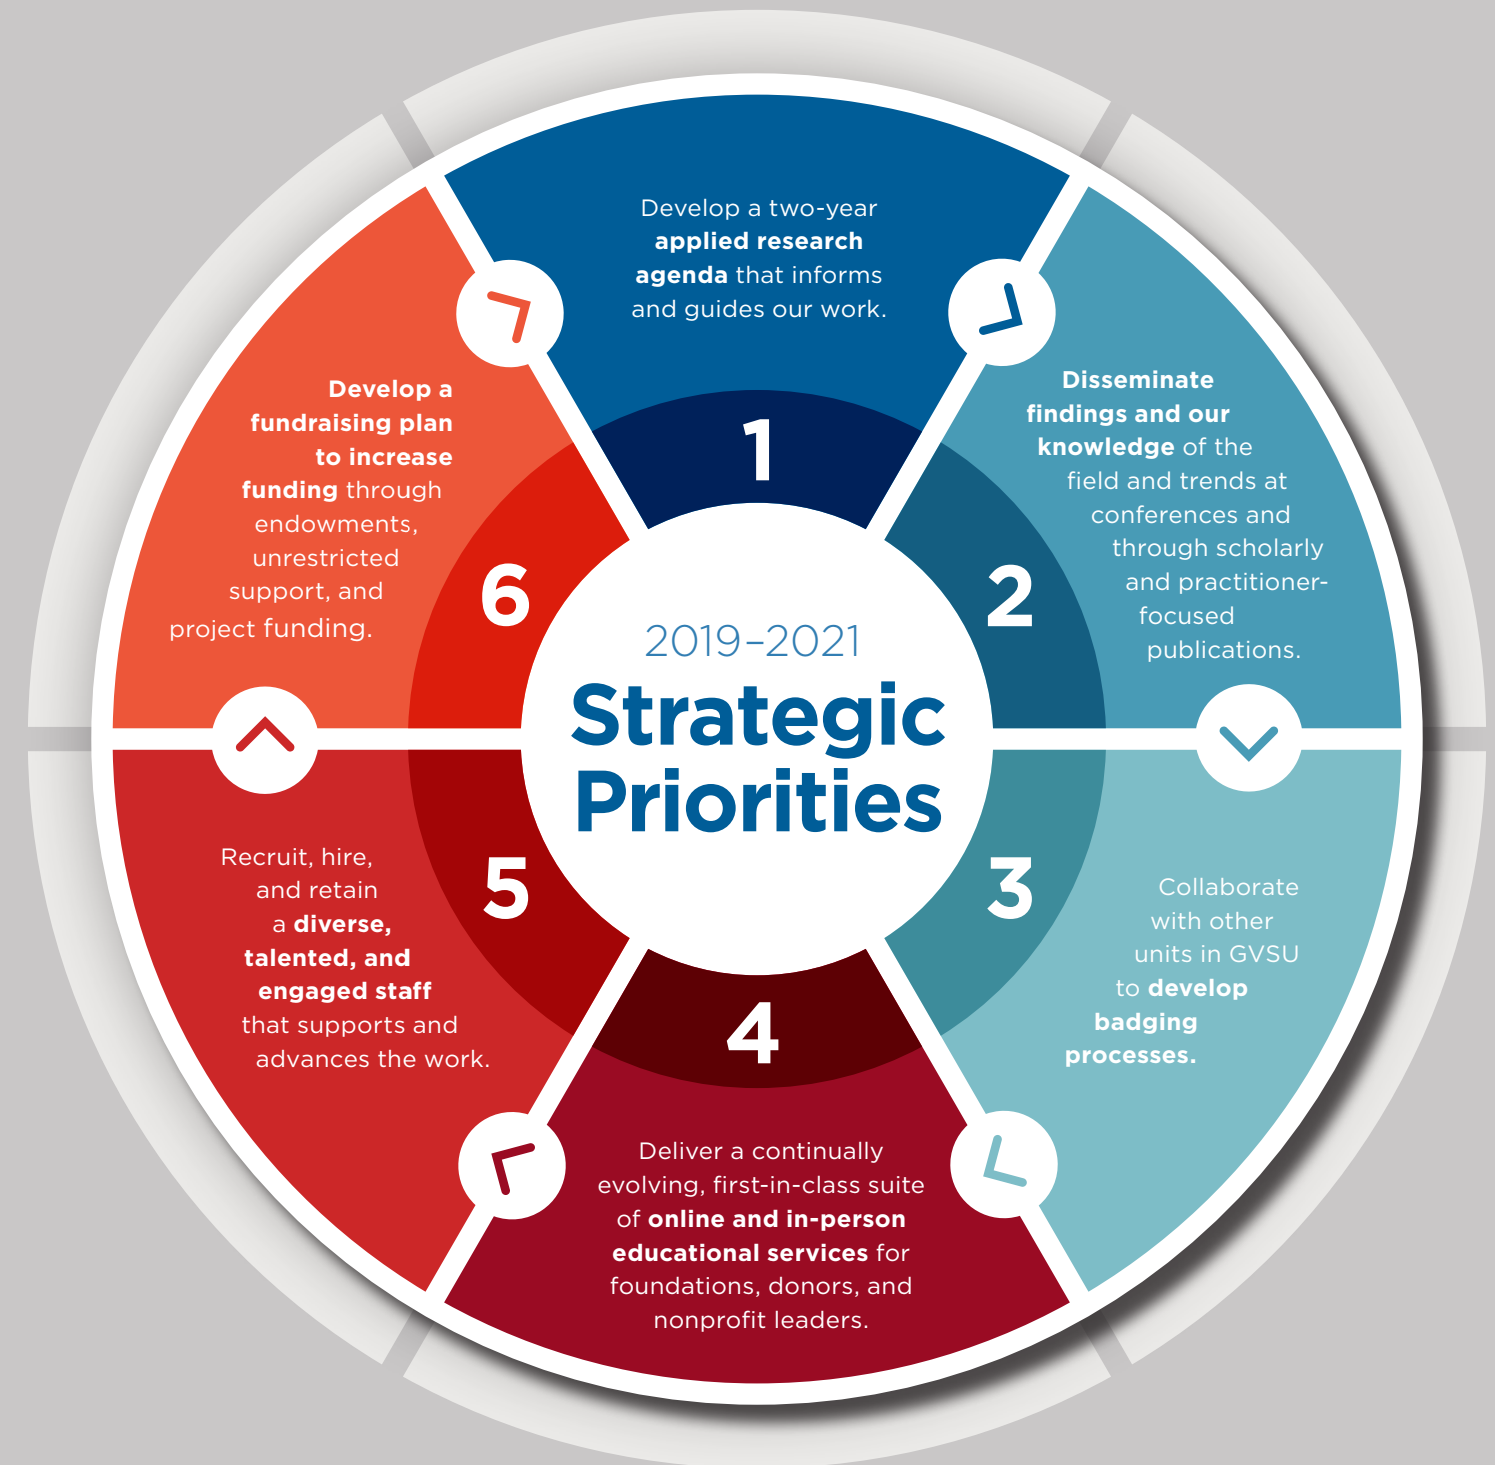 2019–2021
Strategic
Priorities
1
Develop a two-year
applied research
agenda that informs
and guides our work.
2
Disseminate
findings and our
knowledge of the
field and trends at
conferences and
through scholarly
and practitioner-
focused
publications.
3
Collaborate
with other
units in GVSU
to develop
badging
processes.
4
Deliver a continually
evolving, first-in-class suite
of online and in-person
educational services for
foundations, donors, and
nonprofit leaders.
5
Recruit, hire,
and retain
a diverse,
talented, and
engaged staff
that supports and
advances the work.
6
Develop a
fundraising plan
to increase
funding through
endowments,
unrestricted
support, and
project funding.